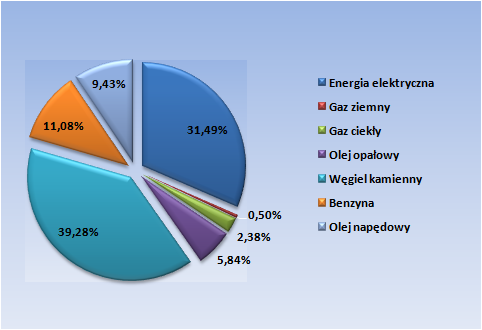 9,43%
31,49%
11,08%
39,28%
0,50%
2,38%
5,84%
Energia elektryczna
Gaz ziemny
Gaz ciekły
Olej opałowy
Węgiel kamienny
Benzyna
Olej napędowy